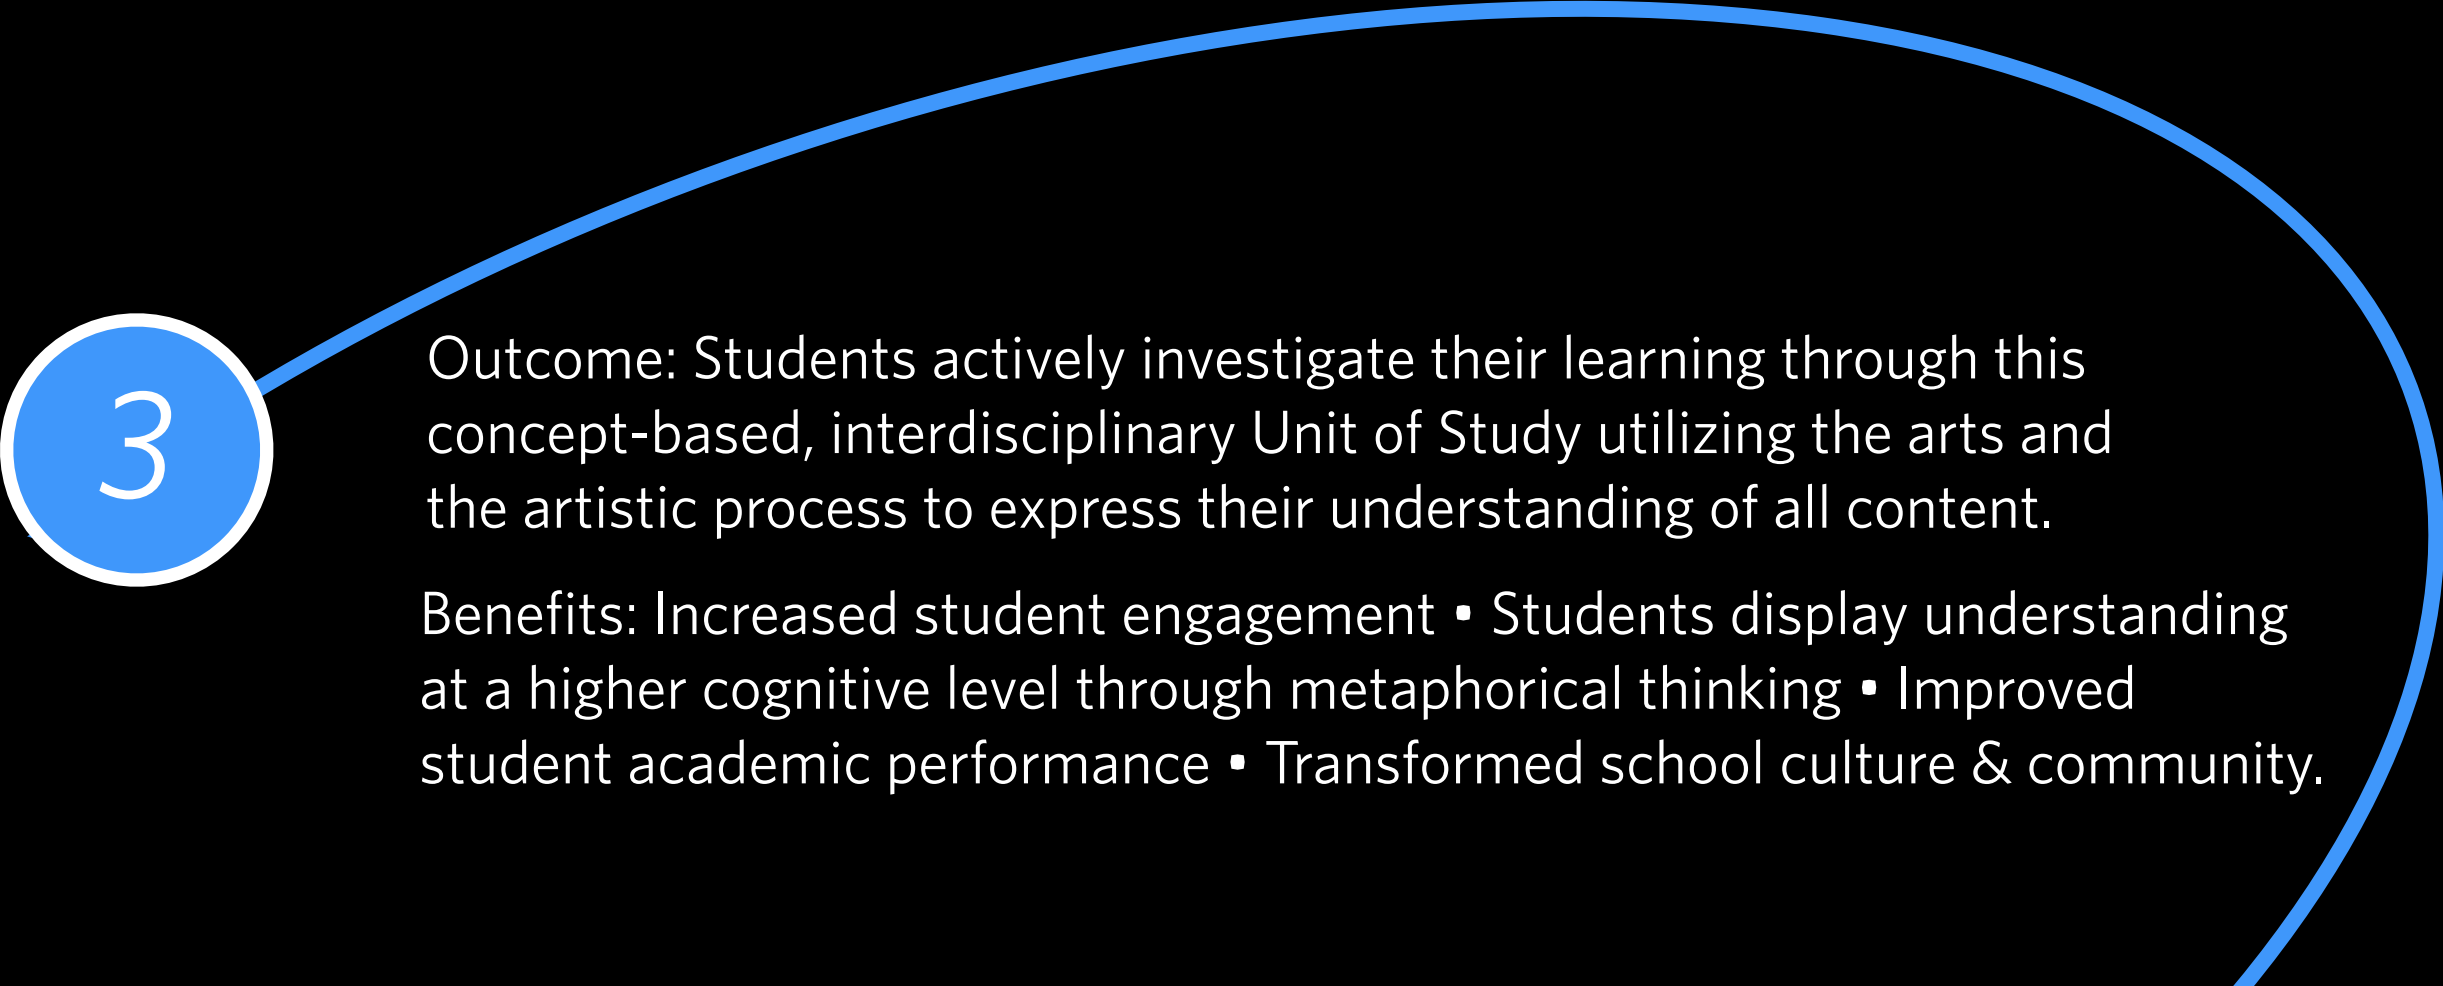 3
Outcome: Students actively investigate their learning through this
concept-based, interdisciplinary Unit of Study utilizing the arts and
the artistic process to express their understanding of all content.
Benefits: Increased student engagement • Students display understanding
at a higher cognitive level through metaphorical thinking • Improved
student academic performance • Transformed school culture & community.